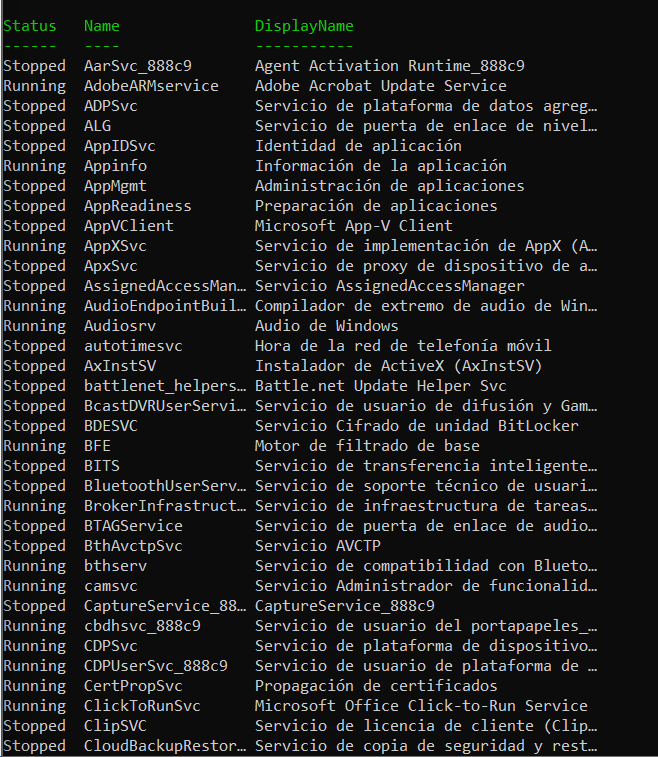 Status   Name               DisplayName
------   ----               -----------
Stopped  AarSvc_888c9       Agent Activation Runtime_888c9
Running  AdobeARMservice    Adobe Acrobat Update Service
Stopped  ADPSvc             Servicio de plataforma de datos agreg…
Stopped  ALG                Servicio de puerta de enlace de nivel…
Stopped  AppIDSvc           Identidad de aplicación
Running  Appinfo            Información de la aplicación
Stopped  AppMgmt            Administración de aplicaciones
Stopped  AppReadiness       Preparación de aplicaciones
Stopped  AppVClient         Microsoft App-V Client
Running  AppXSvc            Servicio de implementación de AppX (A…
Stopped  ApxSvc             Servicio de proxy de dispositivo de a…
Stopped  AssignedAccessMan… Servicio AssignedAccessManager
Running  AudioEndpointBuil… Compilador de extremo de audio de Win…
Running  Audiosrv           Audio de Windows
Stopped  autotimesvc        Hora de la red de telefonía móvil
Stopped  AxInstSV           Instalador de ActiveX (AxInstSV)
Stopped  battlenet_helpers… Battle.net Update Helper Svc
Stopped  BcastDVRUserServi… Servicio de usuario de difusión y Gam…
Stopped  BDESVC             Servicio Cifrado de unidad BitLocker
Running  BFE                Motor de filtrado de base
Stopped  BITS               Servicio de transferencia inteligente…
Stopped  BluetoothUserServ… Servicio de soporte técnico de usuari…
Running  BrokerInfrastruct… Servicio de infraestructura de tareas…
Stopped  BTAGService        Servicio de puerta de enlace de audio…
Stopped  BthAvctpSvc        Servicio AVCTP
Running  bthserv            Servicio de compatibilidad con Blueto…
Running  camsvc             Servicio Administrador de funcionalid…
Stopped  CaptureService_88… CaptureService_888c9
Running  cbdhsvc_888c9      Servicio de usuario del portapapeles_…
Running  CDPSvc             Servicio de plataforma de dispositivo…
Running  CDPUserSvc_888c9   Servicio de usuario de plataforma de …
Running  CertPropSvc        Propagación de certificados
Running  ClickToRunSvc      Microsoft Office Click-to-Run Service
Stopped  ClipSVC            Servicio de licencia de cliente (Clip…
Stopped  CloudBackupRestor… Servicio de copia de seguridad y rest…